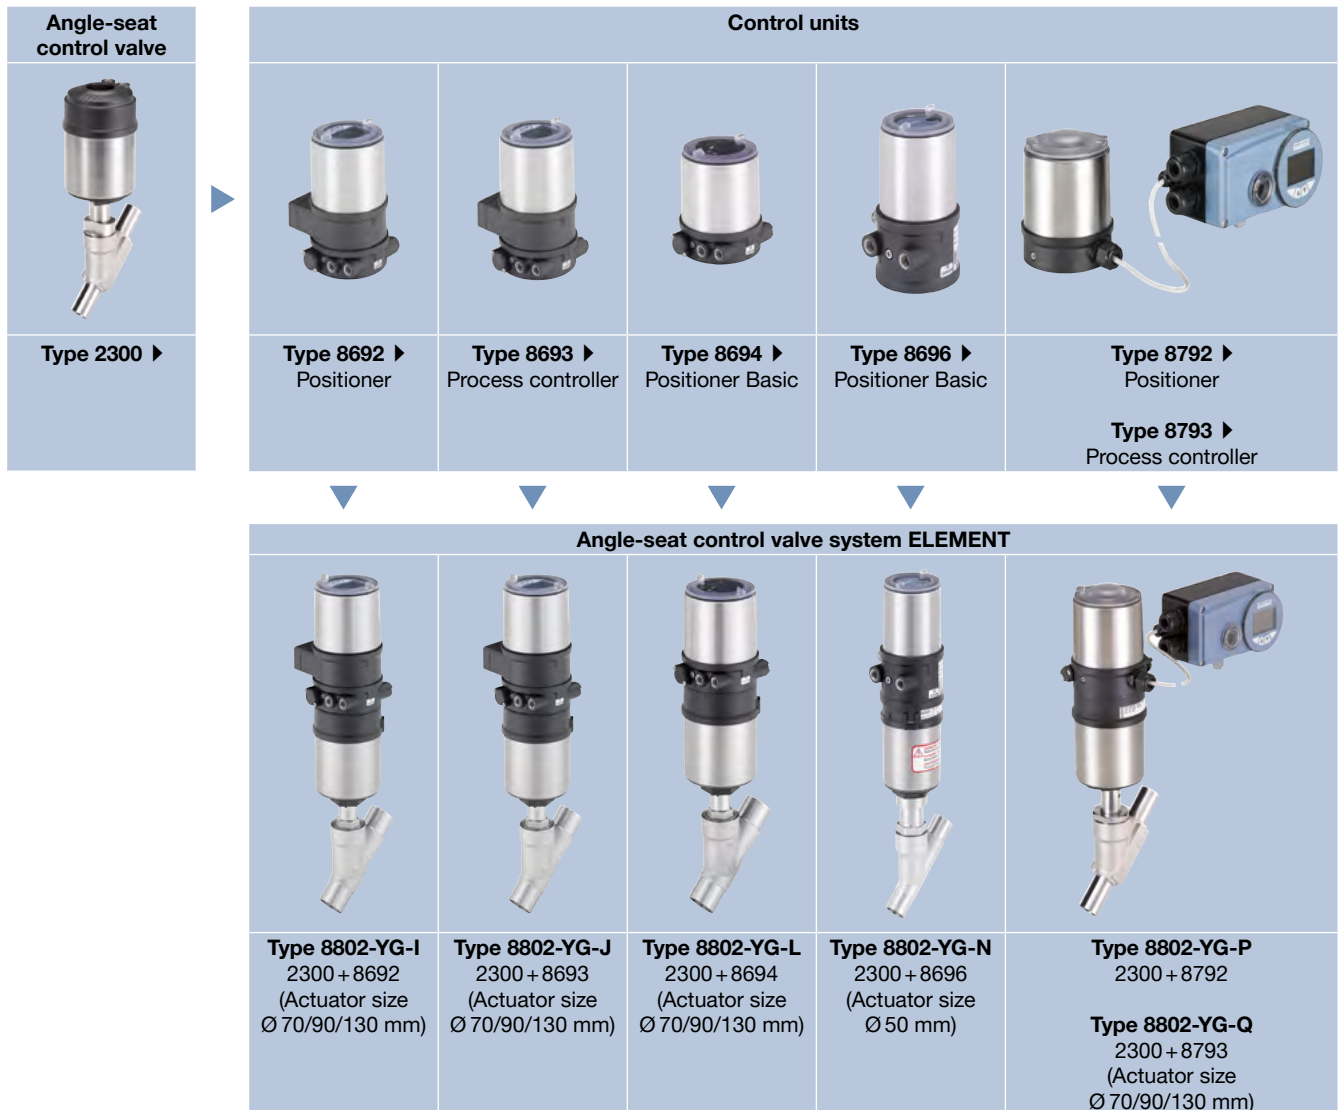 Angle-seat
control valve
Control units
Type 2300
Type 8692
Positioner
Type 8693
Process controller
Type 8694
Positioner Basic
Type 8696
Positioner Basic
Type 8792
Positioner
Type 8793
Process controller
Angle-seat control valve system ELEMENT
Type 8802-YG-I
2300+8692
(Actuator size
Ø 70/90/130 mm)
Type 8802-YG-J
2300+8693
(Actuator size
Ø 70/90/130 mm)
Type 8802-YG-L
2300+8694
(Actuator size
Ø 70/90/130 mm)
Type 8802-YG-N
2300+8696
(Actuator size
Ø 50 mm)
Type 8802-YG-P
2300+8792
Type 8802-YG-Q
2300+8793
(Actuator size
Ø 70/90/130 mm)